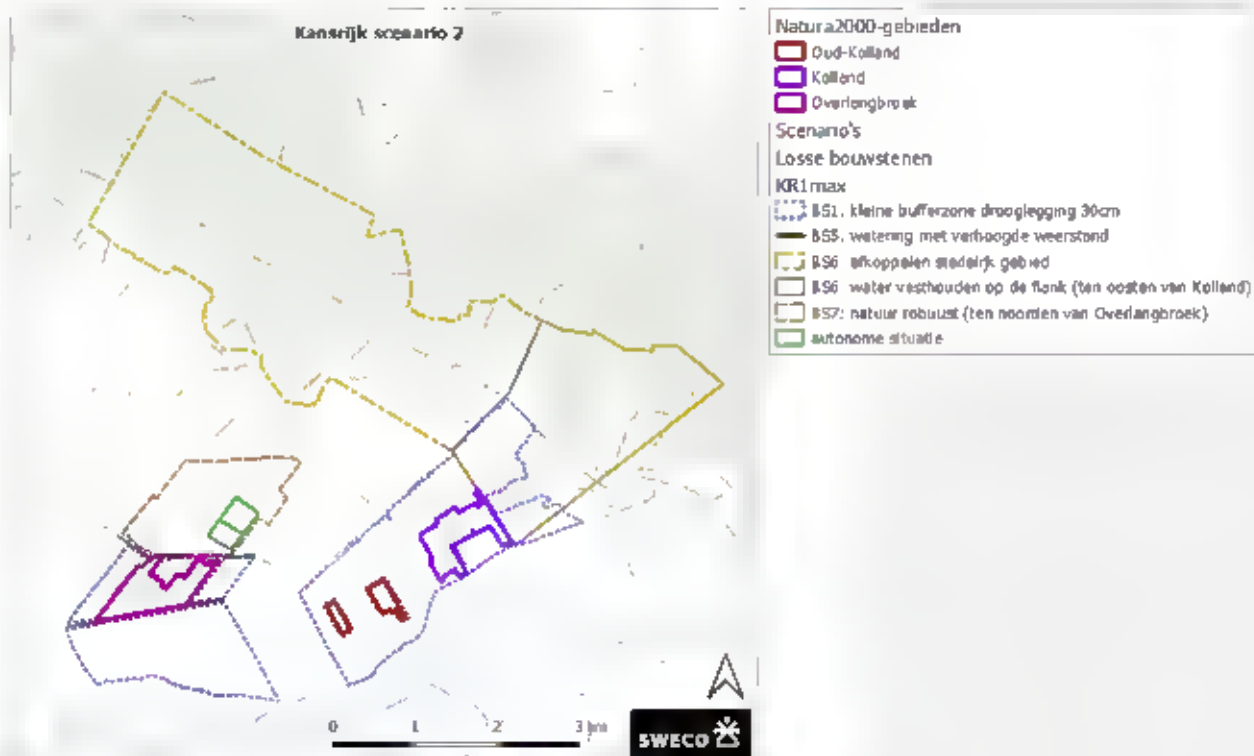 Kansrijk scenario 2
Natura2000-gebieden
Oud-Kolland
Kolland
Overlangbroek
Scenario's
Losse bouwstenen
KR1max
BS1. kleine bufferzone drooglegging 30cm
BS5. watering met verhoogde weerstand
BS6 afkoppelen stedelijk gebied
BS6 water vasthouden op de flank (ten oosten van Kolland)
BS7: natuur robuust (ten noorden van Overlangbroek)
autonome situatie
0 1 2 3 km
SWECO